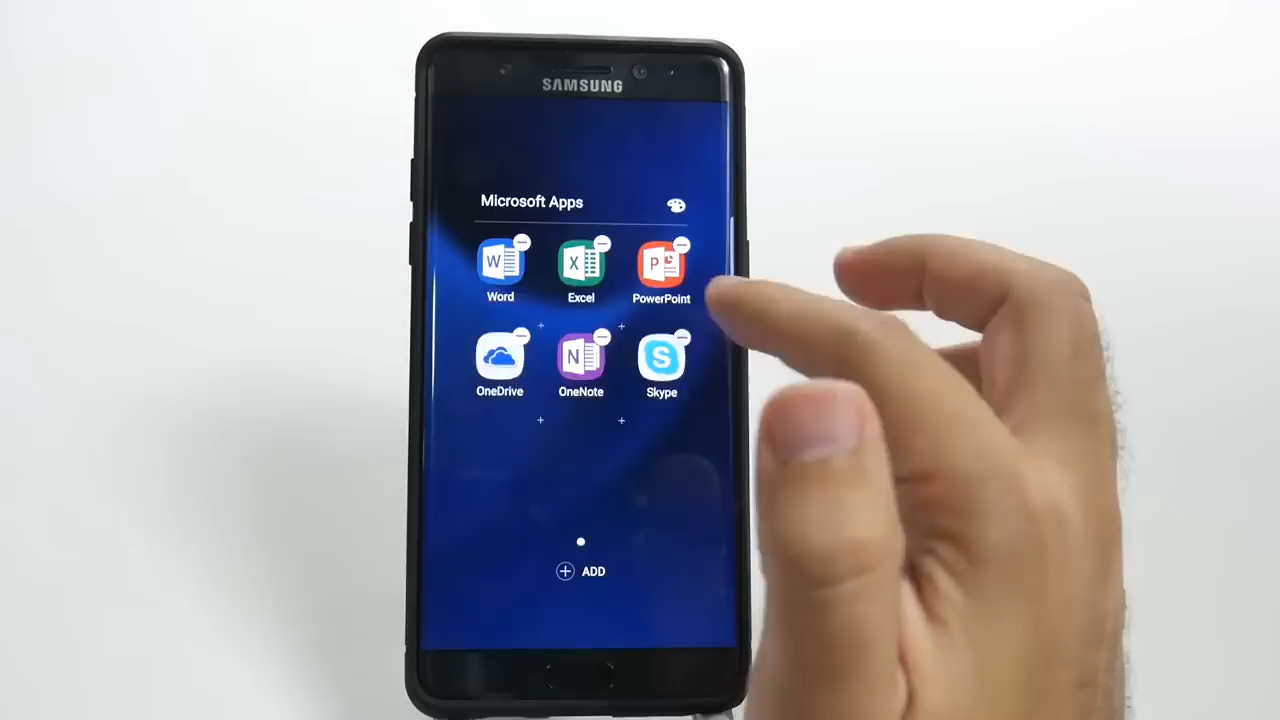 SAMSUNG
Microsoft Apps
W X P
Word Excel PowerPoint
N S
OneDrive OneNote Skype
ADD